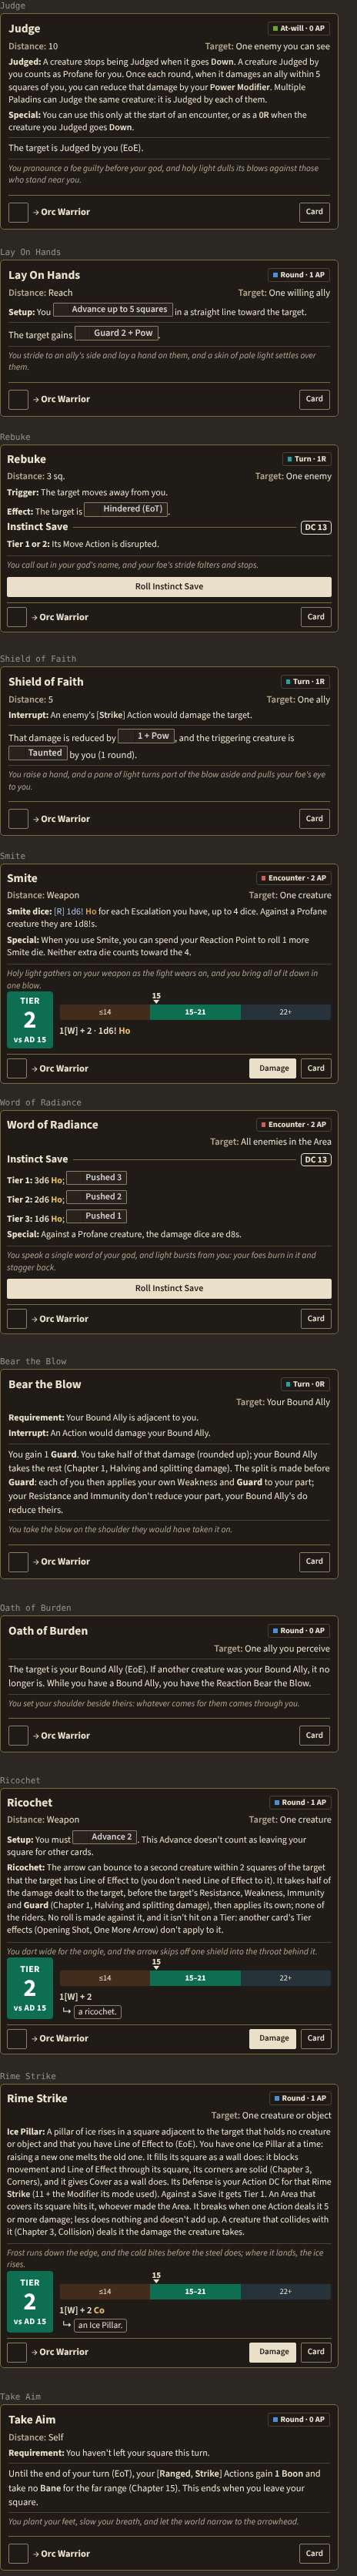 Judge
Judge
At-will · 0 AP
Distance: 10
Target: One enemy you can see
Judged: A creature stops being Judged when it goes Down. A creature Judged by
you counts as Profane for you. Once each round, when it damages an ally within 5
squares of you, you can reduce that damage by your Power Modifier. Multiple
Paladins can Judge the same creature: it is Judged by each of them.
Special: You can use this only at the start of an encounter, or as a 0R when the
creature you Judged goes Down.
The target is Judged by you (EoE).
You pronounce a foe guilty before your god, and holy light dulls its blows against those
who stand near you.
→ Orc Warrior
Card
Lay On Hands
Lay On Hands
Round · 1 AP
Distance: Reach
Target: One willing ally
Setup: You Advance up to 5 squares in a straight line toward the target.
The target gains Guard 2 + Pow.
You stride to an ally's side and lay a hand on them, and a skin of pale light settles over
them.
→ Orc Warrior
Card
Rebuke
Rebuke
Turn · 1R
Distance: 3 sq.
Target: One enemy
Trigger: The target moves away from you.
Effect: The target is Hindered (EoT).
Instinct Save
DC 13
Tier 1 or 2: Its Move Action is disrupted.
You call out in your god's name, and your foe's stride falters and stops.
Roll Instinct Save
→ Orc Warrior
Card
Shield of Faith
Shield of Faith
Turn · 1R
Distance: 5
Target: One ally
Interrupt: An enemy's [Strike] Action would damage the target.
That damage is reduced by 1 + Pow, and the triggering creature is
Taunted by you (1 round).
You raise a hand, and a pane of light turns part of the blow aside and pulls your foe's eye
to you.
→ Orc Warrior
Card
Smite
Smite
Encounter · 2 AP
Distance: Weapon
Target: One creature
Smite dice: [R] 1d6! Ho for each Escalation you have, up to 4 dice. Against a Profane
creature they are 1d8!s.
Special: When you use Smite, you can spend your Reaction Point to roll 1 more
Smite die. Neither extra die counts toward the 4.
Holy light gathers on your weapon as the fight wears on, and you bring all of it down in
one blow.
TIER
2
vs AD 15
15
≤14
15–21
22+
1[W] + 2 · 1d6! Ho
→ Orc Warrior
Damage
Card
Word of Radiance
Word of Radiance
Encounter · 2 AP
Target: All enemies in the Area
Instinct Save
DC 13
Tier 1: 3d6 Ho; Pushed 3
Tier 2: 2d6 Ho; Pushed 2
Tier 3: 1d6 Ho; Pushed 1
Special: Against a Profane creature, the damage dice are d8s.
You speak a single word of your god, and light bursts from you: your foes burn in it and
stagger back.
Roll Instinct Save
→ Orc Warrior
Card
Bear the Blow
Bear the Blow
Turn · 0R
Target: Your Bound Ally
Requirement: Your Bound Ally is adjacent to you.
Interrupt: An Action would damage your Bound Ally.
You gain 1 Guard. You take half of that damage (rounded up); your Bound Ally
takes the rest (Chapter 1, Halving and splitting damage). The split is made before
Guard: each of you then applies your own Weakness and Guard to your part;
your Resistance and Immunity don't reduce your part, your Bound Ally's do
reduce theirs.
You take the blow on the shoulder they would have taken it on.
→ Orc Warrior
Card
Oath of Burden
Oath of Burden
Round · 0 AP
Target: One ally you perceive
The target is your Bound Ally (EoE). If another creature was your Bound Ally, it no
longer is. While you have a Bound Ally, you have the Reaction Bear the Blow.
You set your shoulder beside theirs: whatever comes for them comes through you.
→ Orc Warrior
Card
Ricochet
Ricochet
Round · 1 AP
Distance: Weapon
Target: One creature
Setup: You must Advance 2. This Advance doesn't count as leaving your
square for other cards.
Ricochet: The arrow can bounce to a second creature within 2 squares of the target
that the target has Line of Effect to (you don't need Line of Effect to it). It takes half of
the damage dealt to the target, before the target's Resistance, Weakness, Immunity
and Guard (Chapter 1, Halving and splitting damage), then applies its own; none of
the riders. No roll is made against it, and it isn't hit on a Tier: another card's Tier
effects (Opening Shot, One More Arrow) don't apply to it.
You dart wide for the angle, and the arrow skips off one shield into the throat behind it.
TIER
2
vs AD 15
15
≤14
15–21
22+
1[W] + 2
↳ a ricochet.
→ Orc Warrior
Damage
Card
Rime Strike
Rime Strike
Round · 1 AP
Target: One creature or object
Ice Pillar: A pillar of ice rises in a square adjacent to the target that holds no creature
or object and that you have Line of Effect to (EoE). You have one Ice Pillar at a time:
raising a new one melts the old one. It fills its square as a wall does: it blocks
movement and Line of Effect through its square, its corners are solid (Chapter 3,
Corners), and it gives Cover as a wall does. Its Defense is your Action DC for that Rime
Strike (11 + the Modifier its mode used). Against a Save it gets Tier 1. An Area that
covers its square hits it, whoever made the Area. It breaks when one Action deals it 5
or more damage; less does nothing and doesn't add up. A creature that collides with
it (Chapter 3, Collision) deals it the damage the creature takes.
Frost runs down the edge, and the cold bites before the steel does; where it lands, the ice
rises.
TIER
2
vs AD 15
15
≤14
15–21
22+
1[W] + 2 Co
↳ an Ice Pillar.
→ Orc Warrior
Damage
Card
Take Aim
Take Aim
Round · 0 AP
Distance: Self
Requirement: You haven't left your square this turn.
Until the end of your turn (EoT), your [Ranged, Strike] Actions gain 1 Boon and
take no Bane for the far range (Chapter 15). This ends when you leave your
square.
You plant your feet, slow your breath, and let the world narrow to the arrowhead.
→ Orc Warrior
Card